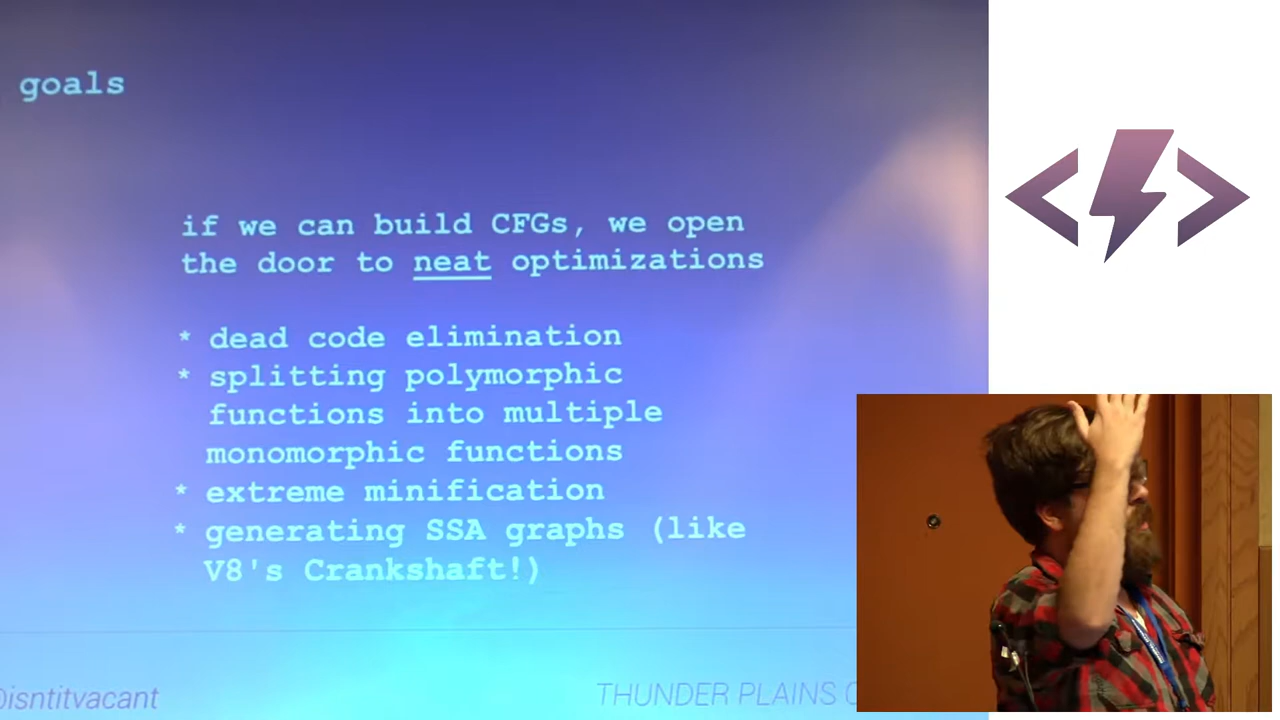 goals
if we can build CFGs, we open
the door to neat optimizations
* dead code elimination
* splitting polymorphic
functions into multiple
monomorphic functions
* extreme minification
* generating SSA graphs (like
V8's Crankshaft!)
@isntitvacant
THUNDER PLAINS